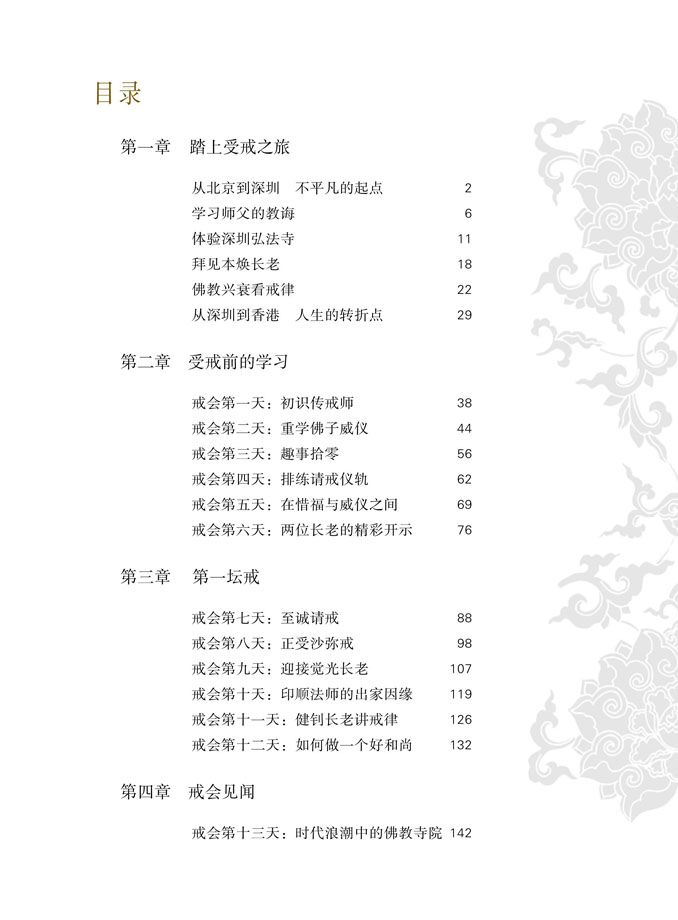 目录
第一章 踏上受戒之旅
从北京到深圳 不平凡的起点 2
学习师父的教诲 6
体验深圳弘法寺 11
拜见本焕长老 18
佛教兴衰看戒律 22
从深圳到香港 人生的转折点 29
第二章 受戒前的学习
戒会第一天：初识传戒师 38
戒会第二天：重学佛子威仪 44
戒会第三天：趣事拾零 56
戒会第四天：排练请戒仪轨 62
戒会第五天：在惜福与威仪之间 69
戒会第六天：两位长老的精彩开示 76
第三章 第一坛戒
戒会第七天：至诚请戒 88
戒会第八天：正受沙弥戒 98
戒会第九天：迎接觉光长老 107
戒会第十天：印顺法师的出家因缘 119
戒会第十一天：健钊长老讲戒律 126
戒会第十二天：如何做一个好和尚 132
第四章 戒会见闻
戒会第十三天：时代浪潮中的佛教寺院 142